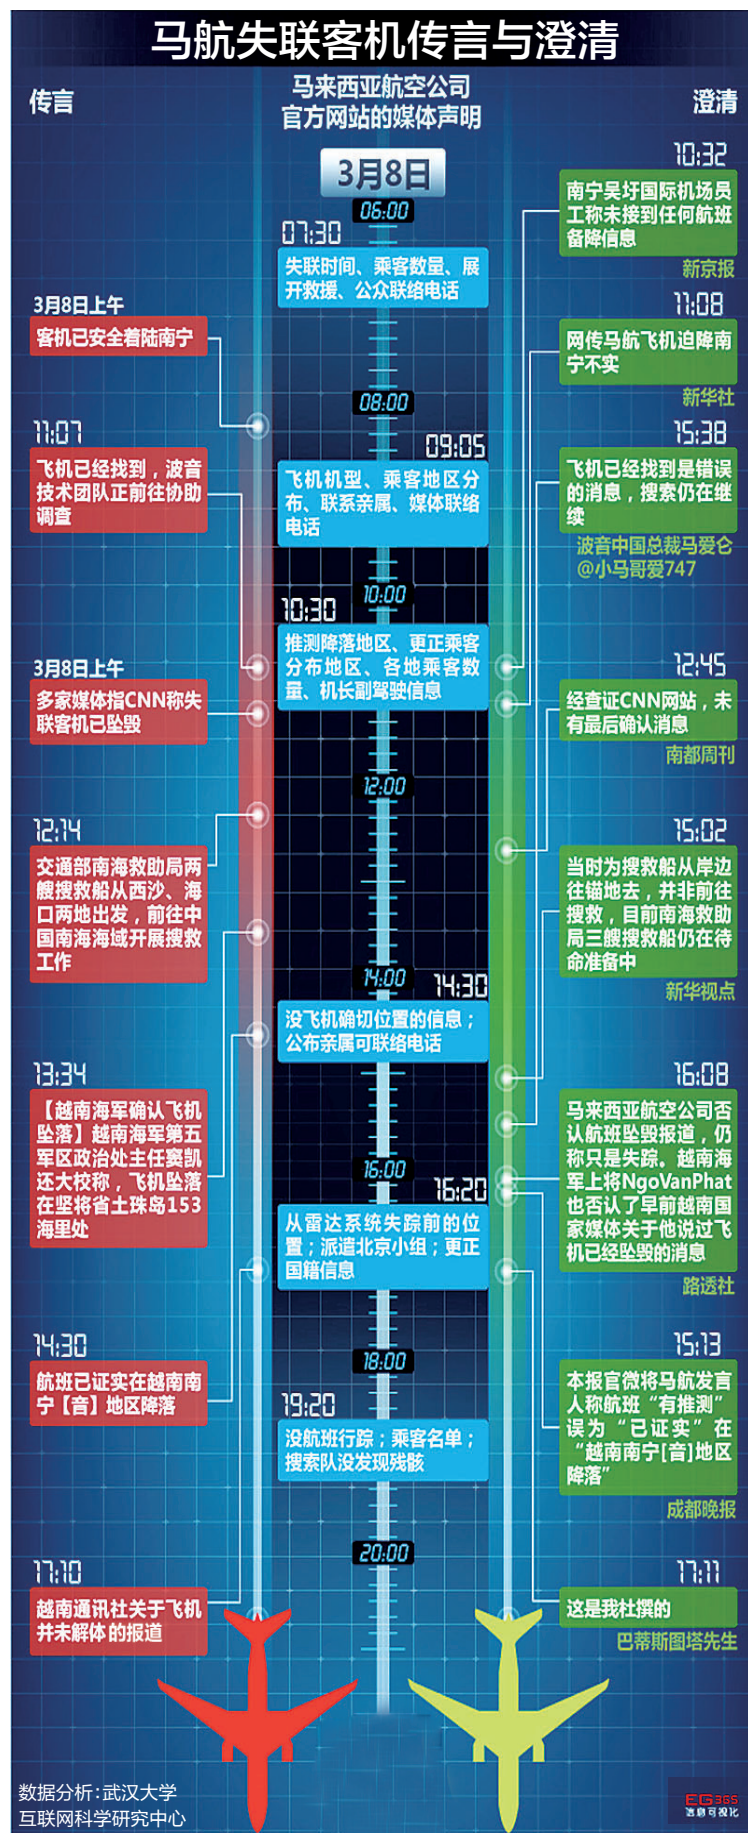 马航失联客机传言与澄清
传言
马来西亚航空公司
官方网站的媒体声明
澄清
3月8日
06:00
07:30
失联时间、乘客数量、展
开救援、公众联络电话
08:00
09:05
飞机机型、乘客地区分
布、联系亲属、媒体联络
电话
10:00
10:30
推测降落地区、更正乘客
分布地区、各地乘客数
量、机长副驾驶信息
12:00
14:00
14:30
没飞机确切位置的信息；
公布亲属可联络电话
16:00
16:20
从雷达系统失踪前的位
置；派遣北京小组；更正
国籍信息
18:00
19:20
没航班行踪；乘客名单；
搜索队没发现残骸
20:00
3月8日上午
客机已安全着陆南宁
11:07
飞机已经找到，波音
技术团队正前往协助
调查
3月8日上午
多家媒体指CNN称失
联客机已坠毁
12:14
交通部南海救助局两
艘搜救船从西沙、海
口两地出发，前往中
国南海海域开展搜救
工作
13:34
【越南海军确认飞机
坠落】越南海军第五
军区政治处主任窦凯
还大校称，飞机坠落
在坚将省土珠岛153
海里处
14:30
航班已证实在越南南
宁【音】地区降落
17:10
越南通讯社关于飞机
并未解体的报道
10:32
南宁吴圩国际机场员
工称未接到任何航班
备降信息
新京报
11:08
网传马航飞机迫降南
宁不实
新华社
15:38
飞机已经找到是错误
的消息，搜索仍在继
续
波音中国总裁马爱仑
@小马哥爱747
12:45
经查证CNN网站，未
有最后确认消息
南都周刊
15:02
当时为搜救船从岸边
往锚地去，并非前往
搜救，目前南海救助
局三艘搜救船仍在待
命准备中
新华视点
16:08
马来西亚航空公司否
认航班坠毁报道，仍
称只是失踪。越南海
军上将NgoVanPhat
也否认了早前越南国
家媒体关于他说过飞
机已经坠毁的消息
路透社
15:13
本报官微将马航发言
人称航班“有推测”
误为“已证实”在
“越南南宁[音]地区
降落”
成都晚报
17:11
这是我杜撰的
巴蒂斯图塔先生
数据分析：武汉大学
互联网科学研究中心
EG365
信息可视化